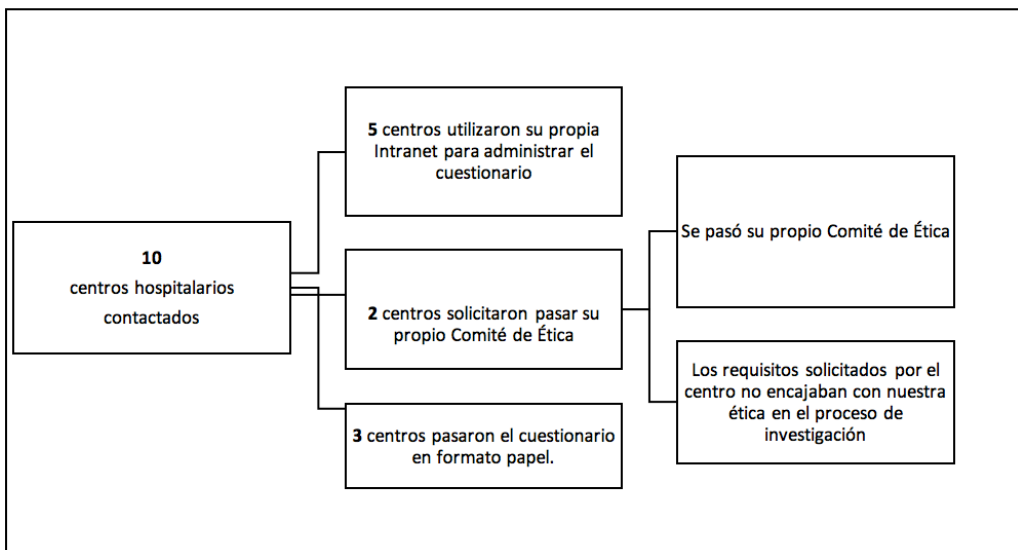 10
centros hospitalarios
contactados
5 centros utilizaron su propia
Intranet para administrar el
cuestionario
2 centros solicitaron pasar su
propio Comité de Ética
3 centros pasaron el cuestionario
en formato papel.
Se pasó su propio Comité de Ética
Los requisitos solicitados por el
centro no encajaban con nuestra
ética en el proceso de
investigación